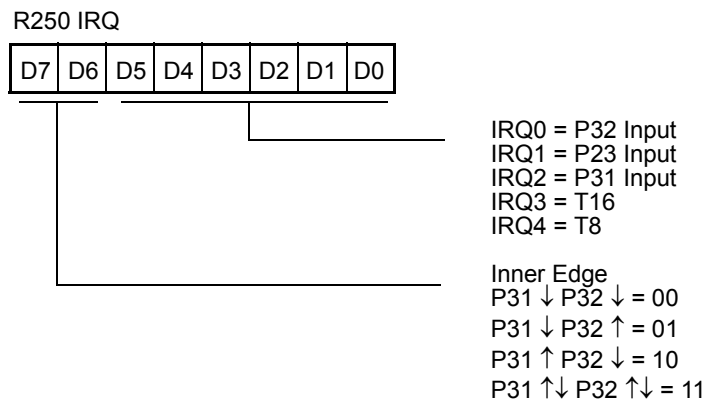 R250 IRQ
D7 D6 D5 D4 D3 D2 D1 D0
IRQ0 = P32 Input
IRQ1 = P23 Input
IRQ2 = P31 Input
IRQ3 = T16
IRQ4 = T8
Inner Edge
P31 ↓ P32 ↓ = 00
P31 ↓ P32 ↑ = 01
P31 ↑ P32 ↓ = 10
P31 ↑↓ P32 ↑↓ = 11